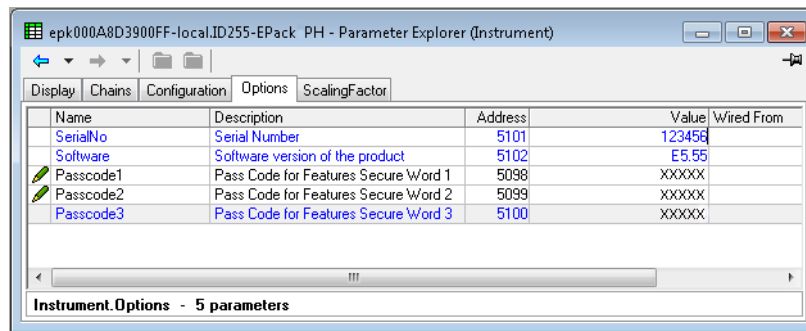 epk000A8D3900FF-local.ID255-EPack PH - Parameter Explorer (Instrument)
Display Chains Configuration Options ScalingFactor
Name Description Address Value Wired From
SerialNo Serial Number 5101 123456
Software Software version of the product 5102 E5.55
Passcode1 Pass Code for Features Secure Word 1 5098 XXXXX
Passcode2 Pass Code for Features Secure Word 2 5099 XXXXX
Passcode3 Pass Code for Features Secure Word 3 5100 XXXXX
Instrument.Options - 5 parameters